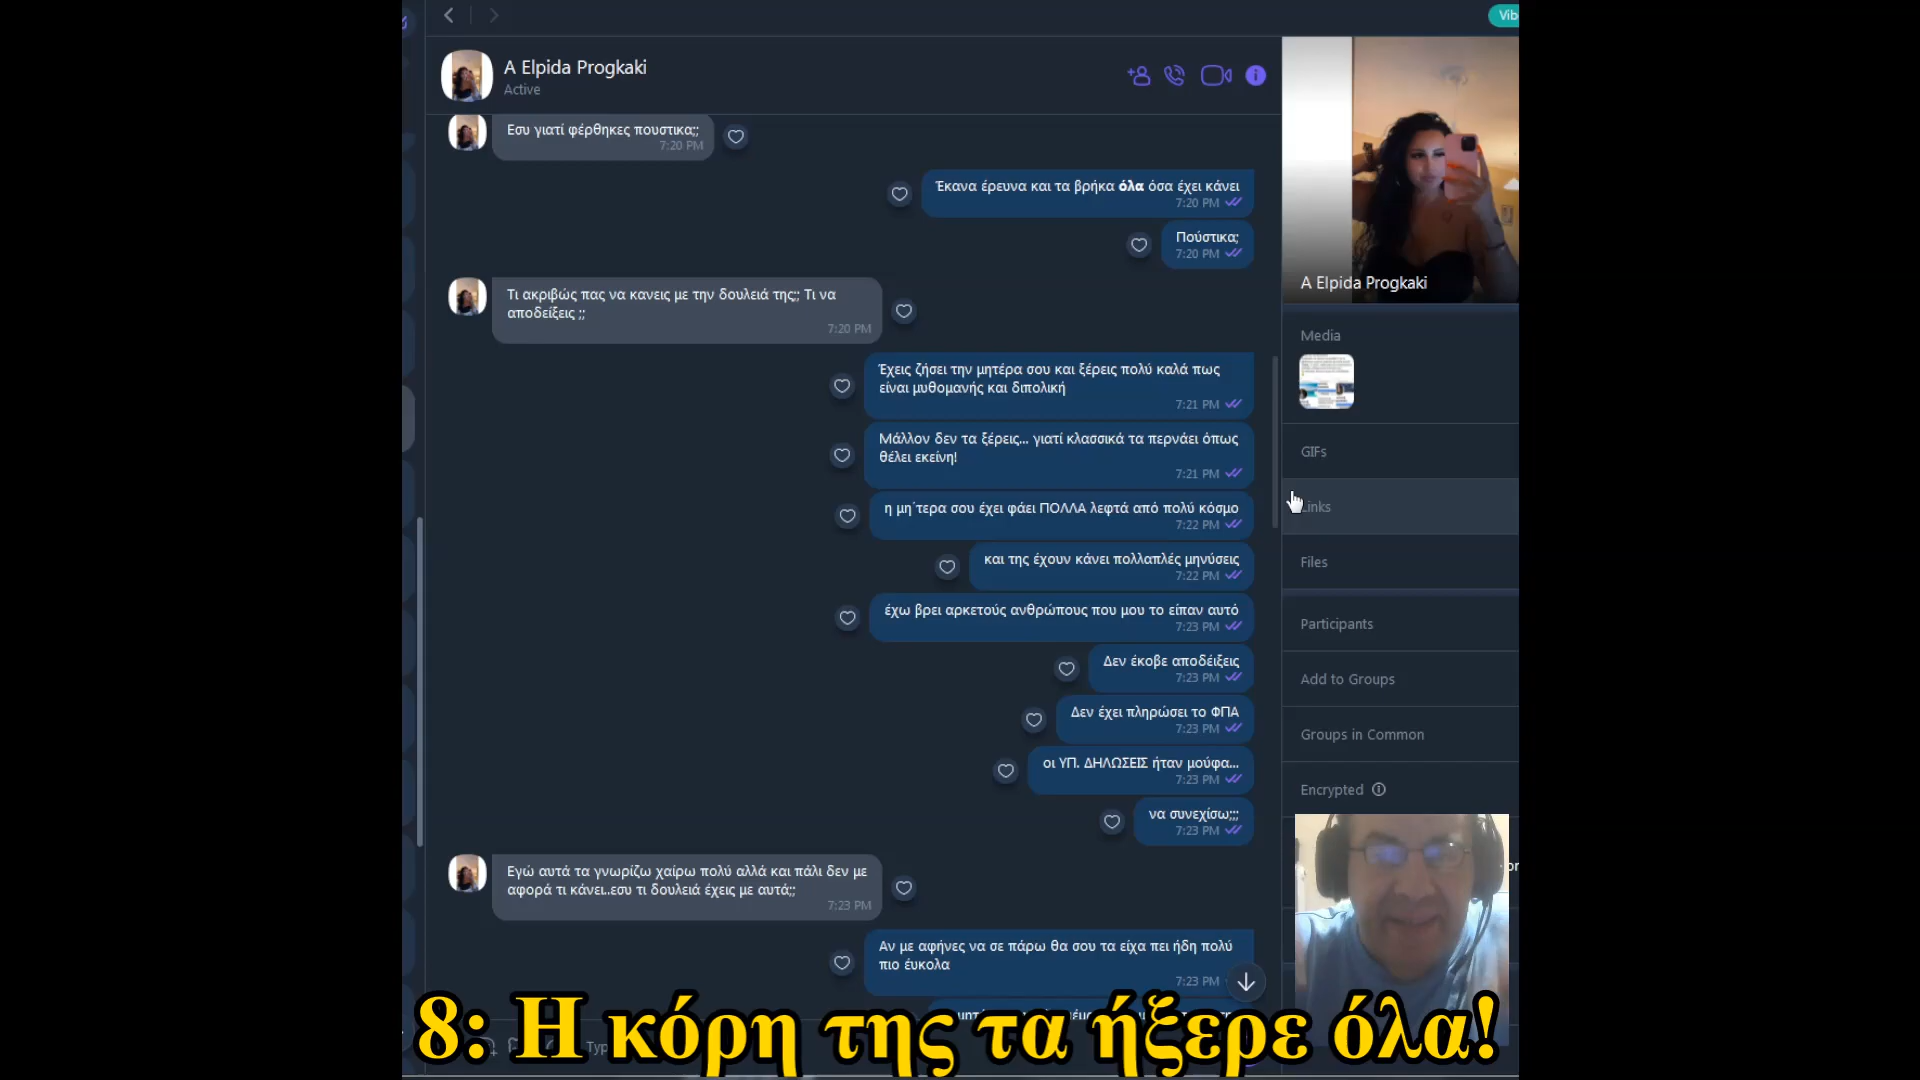 Vib
A Elpida Progkaki
Active
Εσυ γιατί φέρθηκες πουστικα;;
7:20 PM
Έκανα έρευνα και τα βρήκα όλα όσα έχει κάνει
7:20 PM
Πούστικα;
7:20 PM
Τι ακριβώς πας να κανεις με την δουλειά της;; Τι να
αποδείξεις ;;
7:20 PM
Έχεις ζήσει την μητέρα σου και ξέρεις πολύ καλά πως
είναι μυθομανής και διπολική
7:21 PM
Μάλλον δεν τα ξέρεις... γιατί κλασσικά τα περνάει όπως
θέλει εκείνη!
7:21 PM
η μη΄τερα σου έχει φάει ΠΟΛΛΑ λεφτά από πολύ κόσμο
7:22 PM
και της έχουν κάνει πολλαπλές μηνύσεις
7:22 PM
έχω βρει αρκετούς ανθρώπους που μου το είπαν αυτό
7:23 PM
Δεν έκοβε αποδέιξεις
7:23 PM
Δεν έχει πληρώσει το ΦΠΑ
7:23 PM
οι ΥΠ. ΔΗΛΩΣΕΙΣ ήταν μούφα...
7:23 PM
να συνεχίσω;;;
7:23 PM
Εγώ αυτά τα γνωρίζω χαίρω πολύ αλλά και πάλι δεν με
αφορά τι κάνει..εσυ τι δουλειά έχεις με αυτά;;
7:23 PM
Αν με αφήνες να σε πάρω θα σου τα είχα πει ήδη πολύ
πιο έυκολα
7:23 PM
A Elpida Progkaki
Media
GIFs
Links
Files
Participants
Add to Groups
Groups in Common
Encrypted
8: Η κόρη της τα ήξερε όλα!